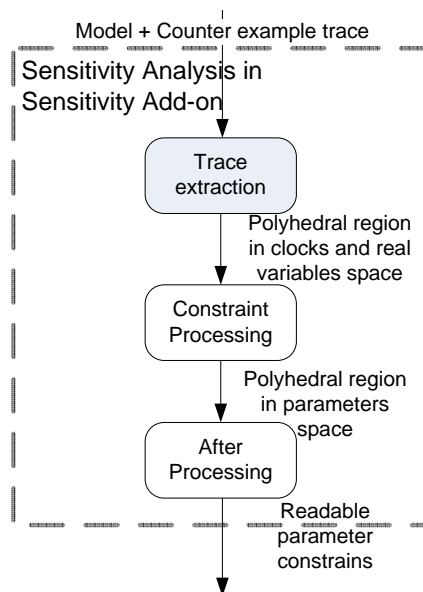 Model + Counter example trace
Sensitivity Analysis in
Sensitivity Add-on
Trace
extraction
Polyhedral region
in clocks and real
variables space
Constraint
Processing
Polyhedral region
in parameters
space
After
Processing
Readable
parameter
constrains